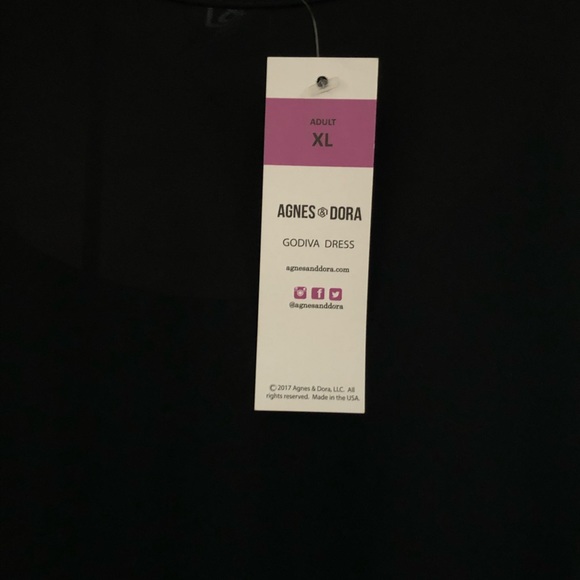 ADULT
XL
AGNES & DORA
GODIVA DRESS
agnesanddora.com
@agnesanddora
©2017 Agnes & Dora, LLC. All
rights reserved. Made in the USA.